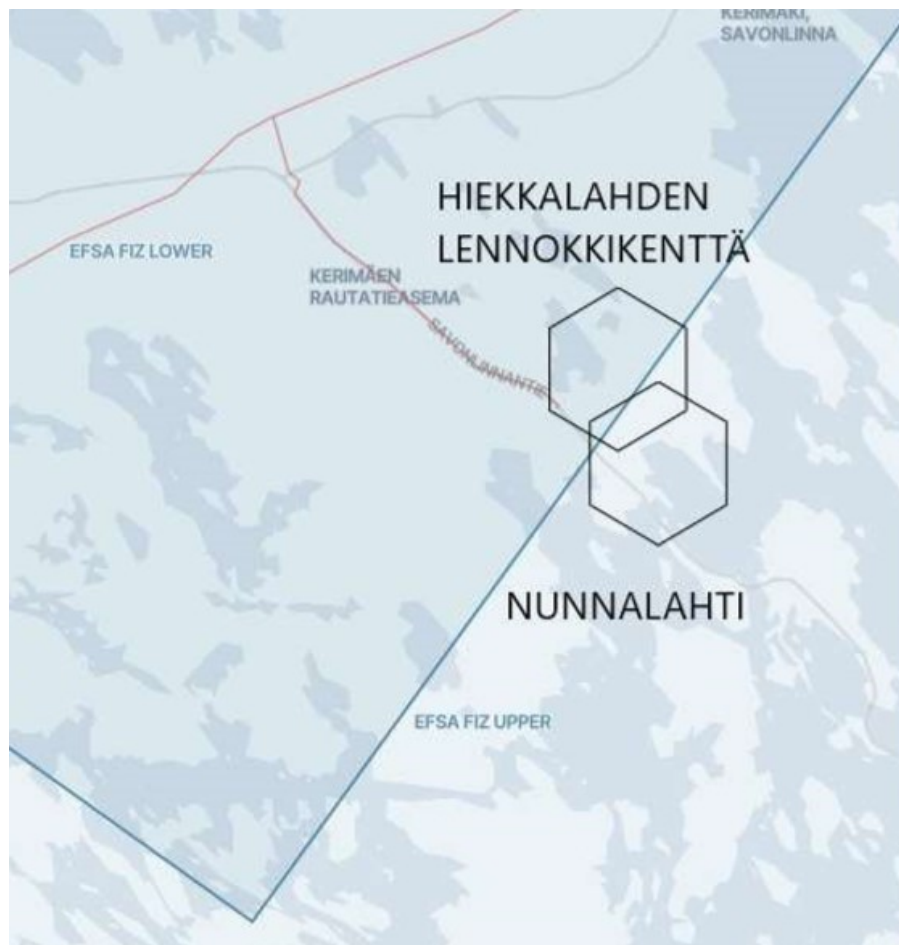 KERIMÄKI,
SAVONLINNA
HIEKKALAHDEN
LENNOKKIKENTTÄ
EFSA FIZ LOWER
KERIMÄEN
RAUTATIEASEMA
SAVONLINNANTIE
NUNNALAHTI
EFSA FIZ UPPER